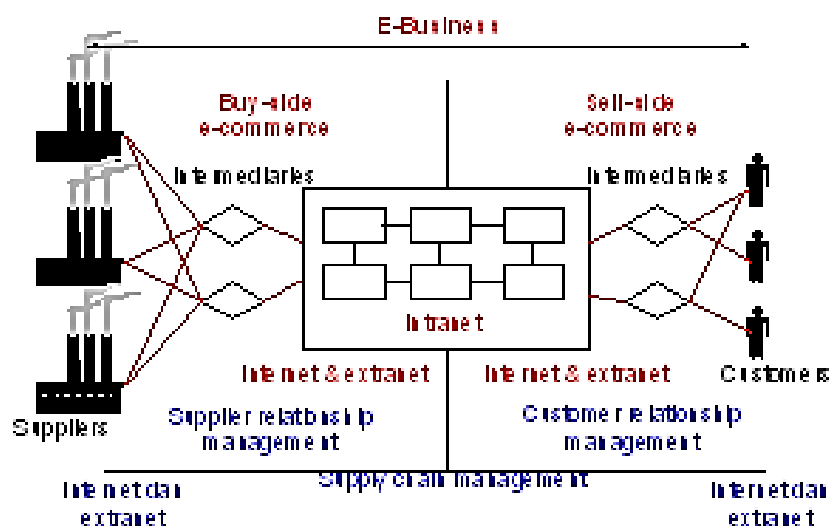 E-Business
Buy-side
e-commerce
Sell-side
e-commerce
Intermediaries
Intermediaries
Intranet
Internet & extranet
Internet & extranet
Customers
Suppliers
Supplier relationship
management
Customer relationship
management
Supply chain management
Internet dan
extranet
Internet dan
extranet